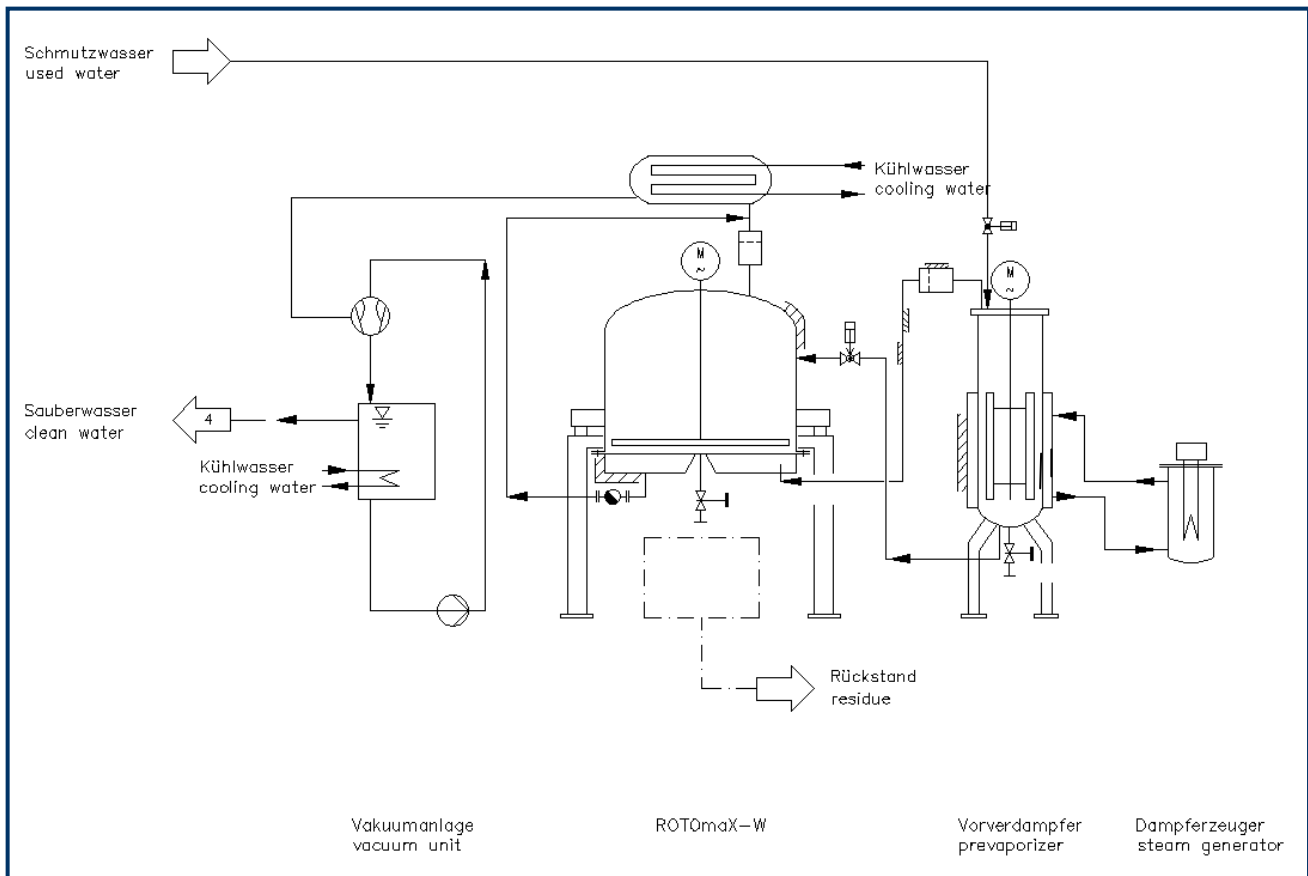 Schmutzwasser
used water
Kühlwasser
cooling water
M
~
M
~
Sauberwasser
clean water
4
Kühlwasser
cooling water
Rückstand
residue
Vakuumanlage
vacuum unit
ROTOmaX-W
Vorverdampfer
prevaporizer
Dampferzeuger
steam generator